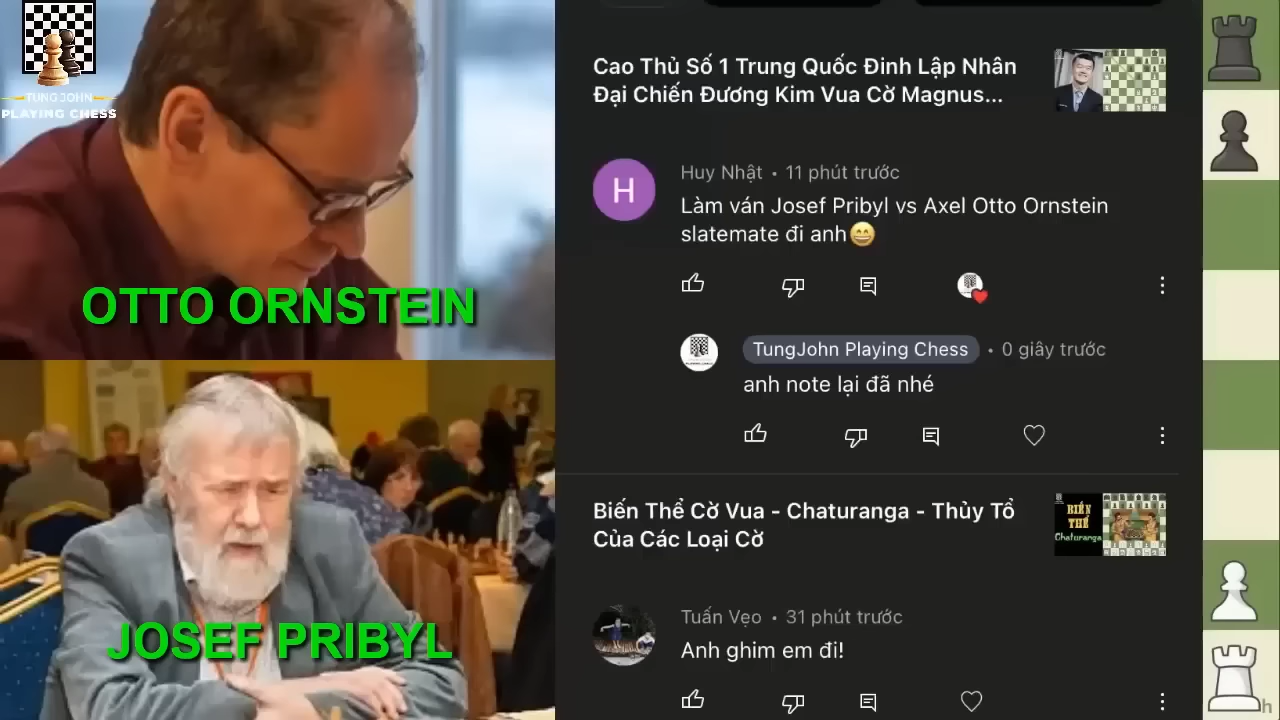 TUNG JOHN
PLAYING CHESS
OTTO ORNSTEIN
JOSEF PRIBYL
Cao Thủ Số 1 Trung Quốc Đinh Lập Nhân
Đại Chiến Đương Kim Vua Cờ Magnus...
H
Huy Nhật • 11 phút trước
Làm ván Josef Pribyl vs Axel Otto Ornstein
slatemate đi anh😄
TungJohn Playing Chess • 0 giây trước
anh note lại đã nhé
Biến Thể Cờ Vua - Chaturanga - Thủy Tổ
Của Các Loại Cờ
BIẾN
THỂ
Chaturanga
Tuấn Vẹo • 31 phút trước
Anh ghim em đi!
h